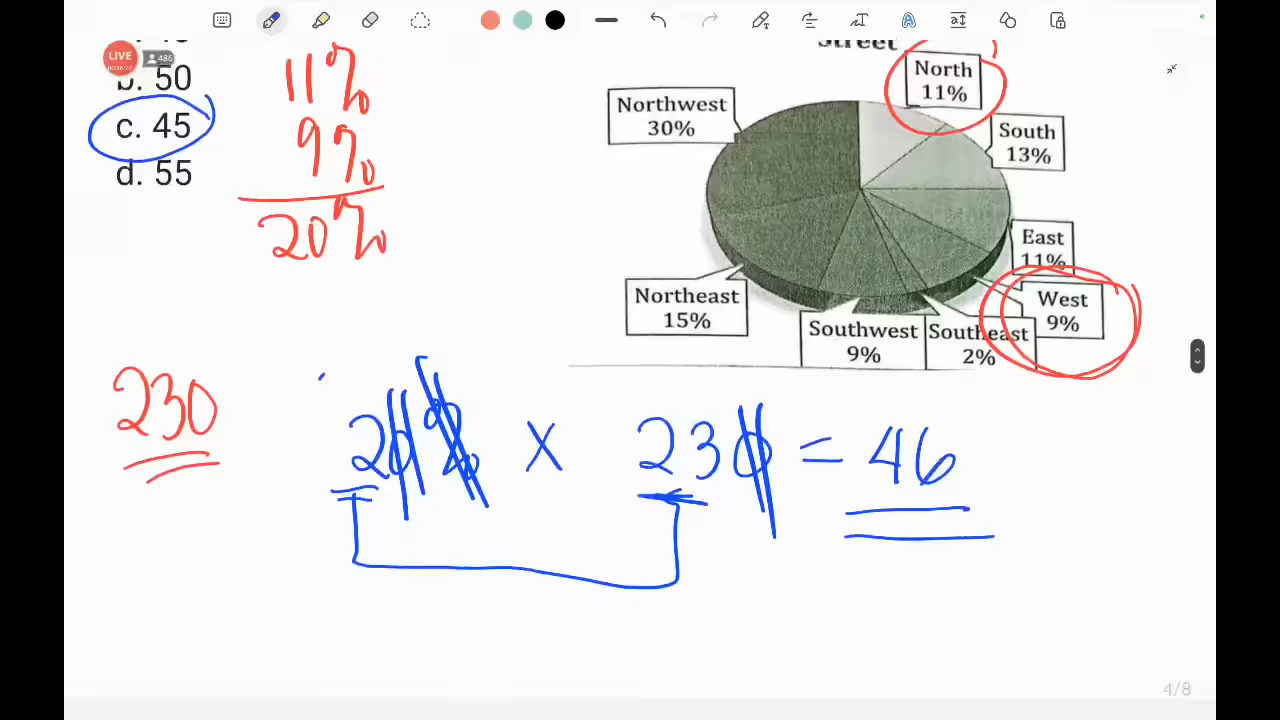 LIVE
486
b. 50
c. 45
d. 55
11%
9%
20%
Street
North
11%
Northwest
30%
South
13%
East
11%
West
9%
Northeast
15%
Southwest
9%
Southeast
2%
230
20% x 230 = 46
4/8